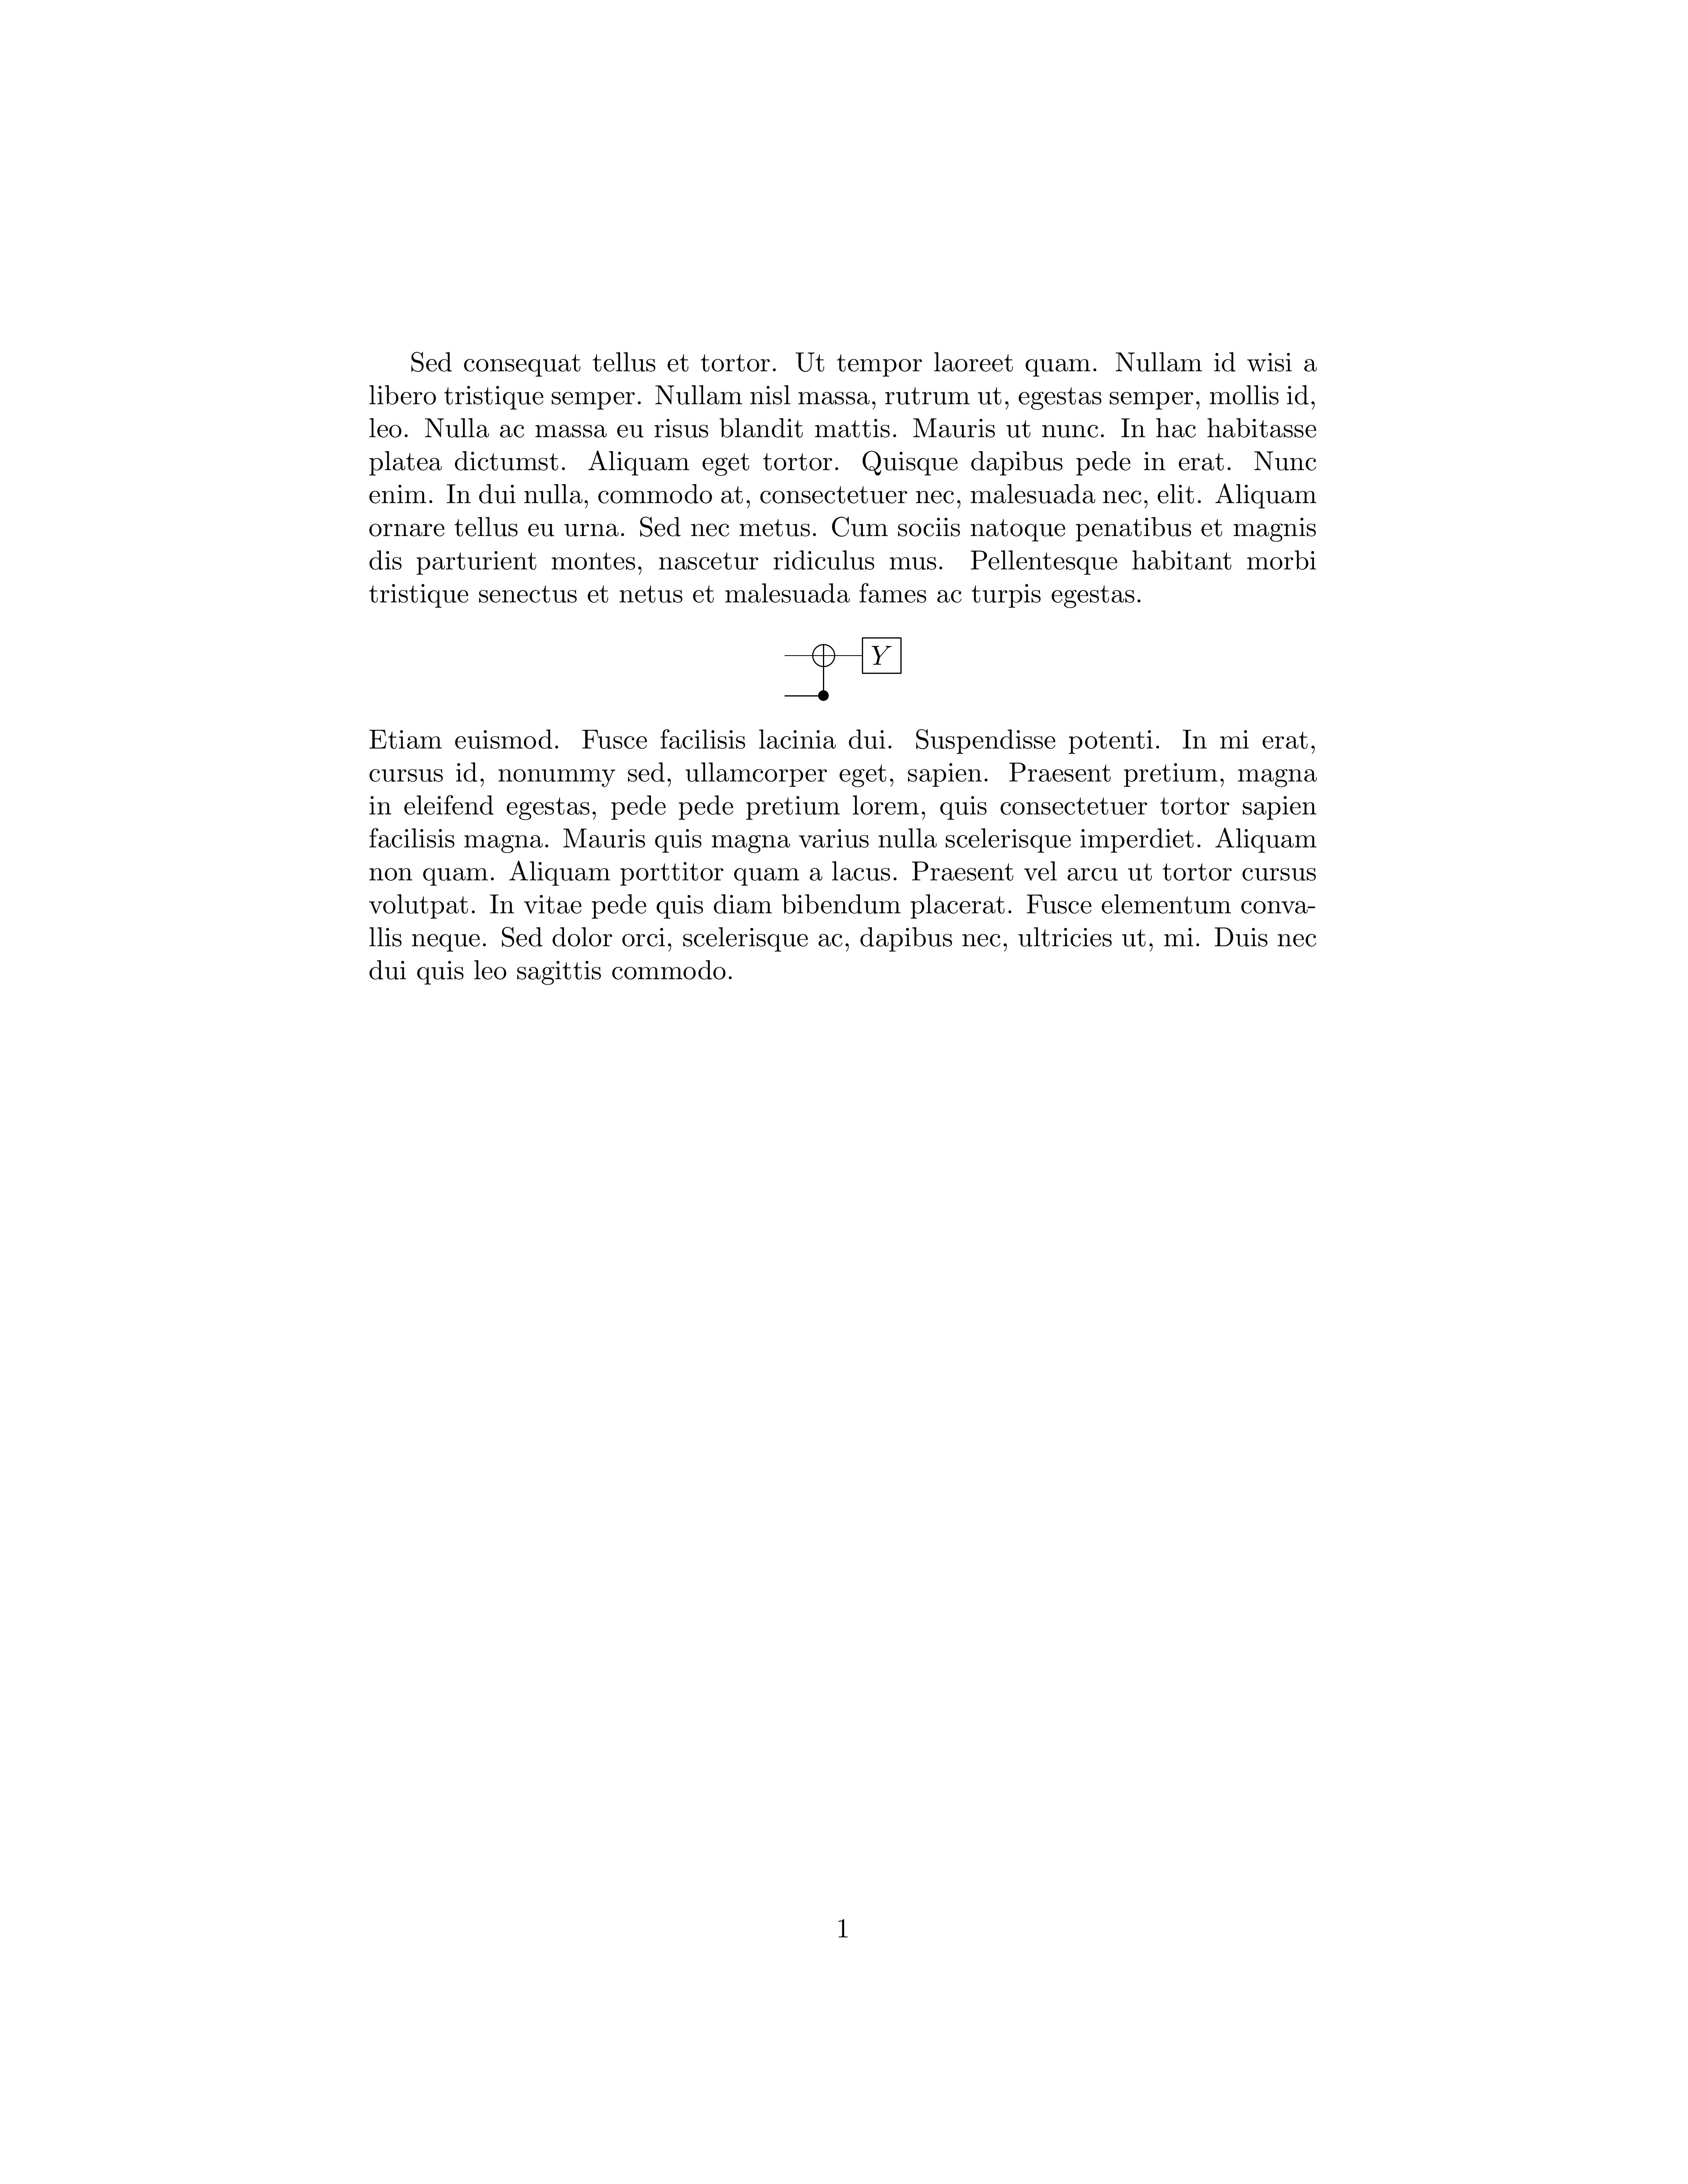 Sed consequat tellus et tortor. Ut tempor laoreet quam. Nullam id wisi a
libero tristique semper. Nullam nisl massa, rutrum ut, egestas semper, mollis id,
leo. Nulla ac massa eu risus blandit mattis. Mauris ut nunc. In hac habitasse
platea dictumst. Aliquam eget tortor. Quisque dapibus pede in erat. Nunc
enim. In dui nulla, commodo at, consectetuer nec, malesuada nec, elit. Aliquam
ornare tellus eu urna. Sed nec metus. Cum sociis natoque penatibus et magnis
dis parturient montes, nascetur ridiculus mus. Pellentesque habitant morbi
tristique senectus et netus et malesuada fames ac turpis egestas.
Y
Etiam euismod. Fusce facilisis lacinia dui. Suspendisse potenti. In mi erat,
cursus id, nonummy sed, ullamcorper eget, sapien. Praesent pretium, magna
in eleifend egestas, pede pede pretium lorem, quis consectetuer tortor sapien
facilisis magna. Mauris quis magna varius nulla scelerisque imperdiet. Aliquam
non quam. Aliquam porttitor quam a lacus. Praesent vel arcu ut tortor cursus
volutpat. In vitae pede quis diam bibendum placerat. Fusce elementum conva-
llis neque. Sed dolor orci, scelerisque ac, dapibus nec, ultricies ut, mi. Duis nec
dui quis leo sagittis commodo.
1